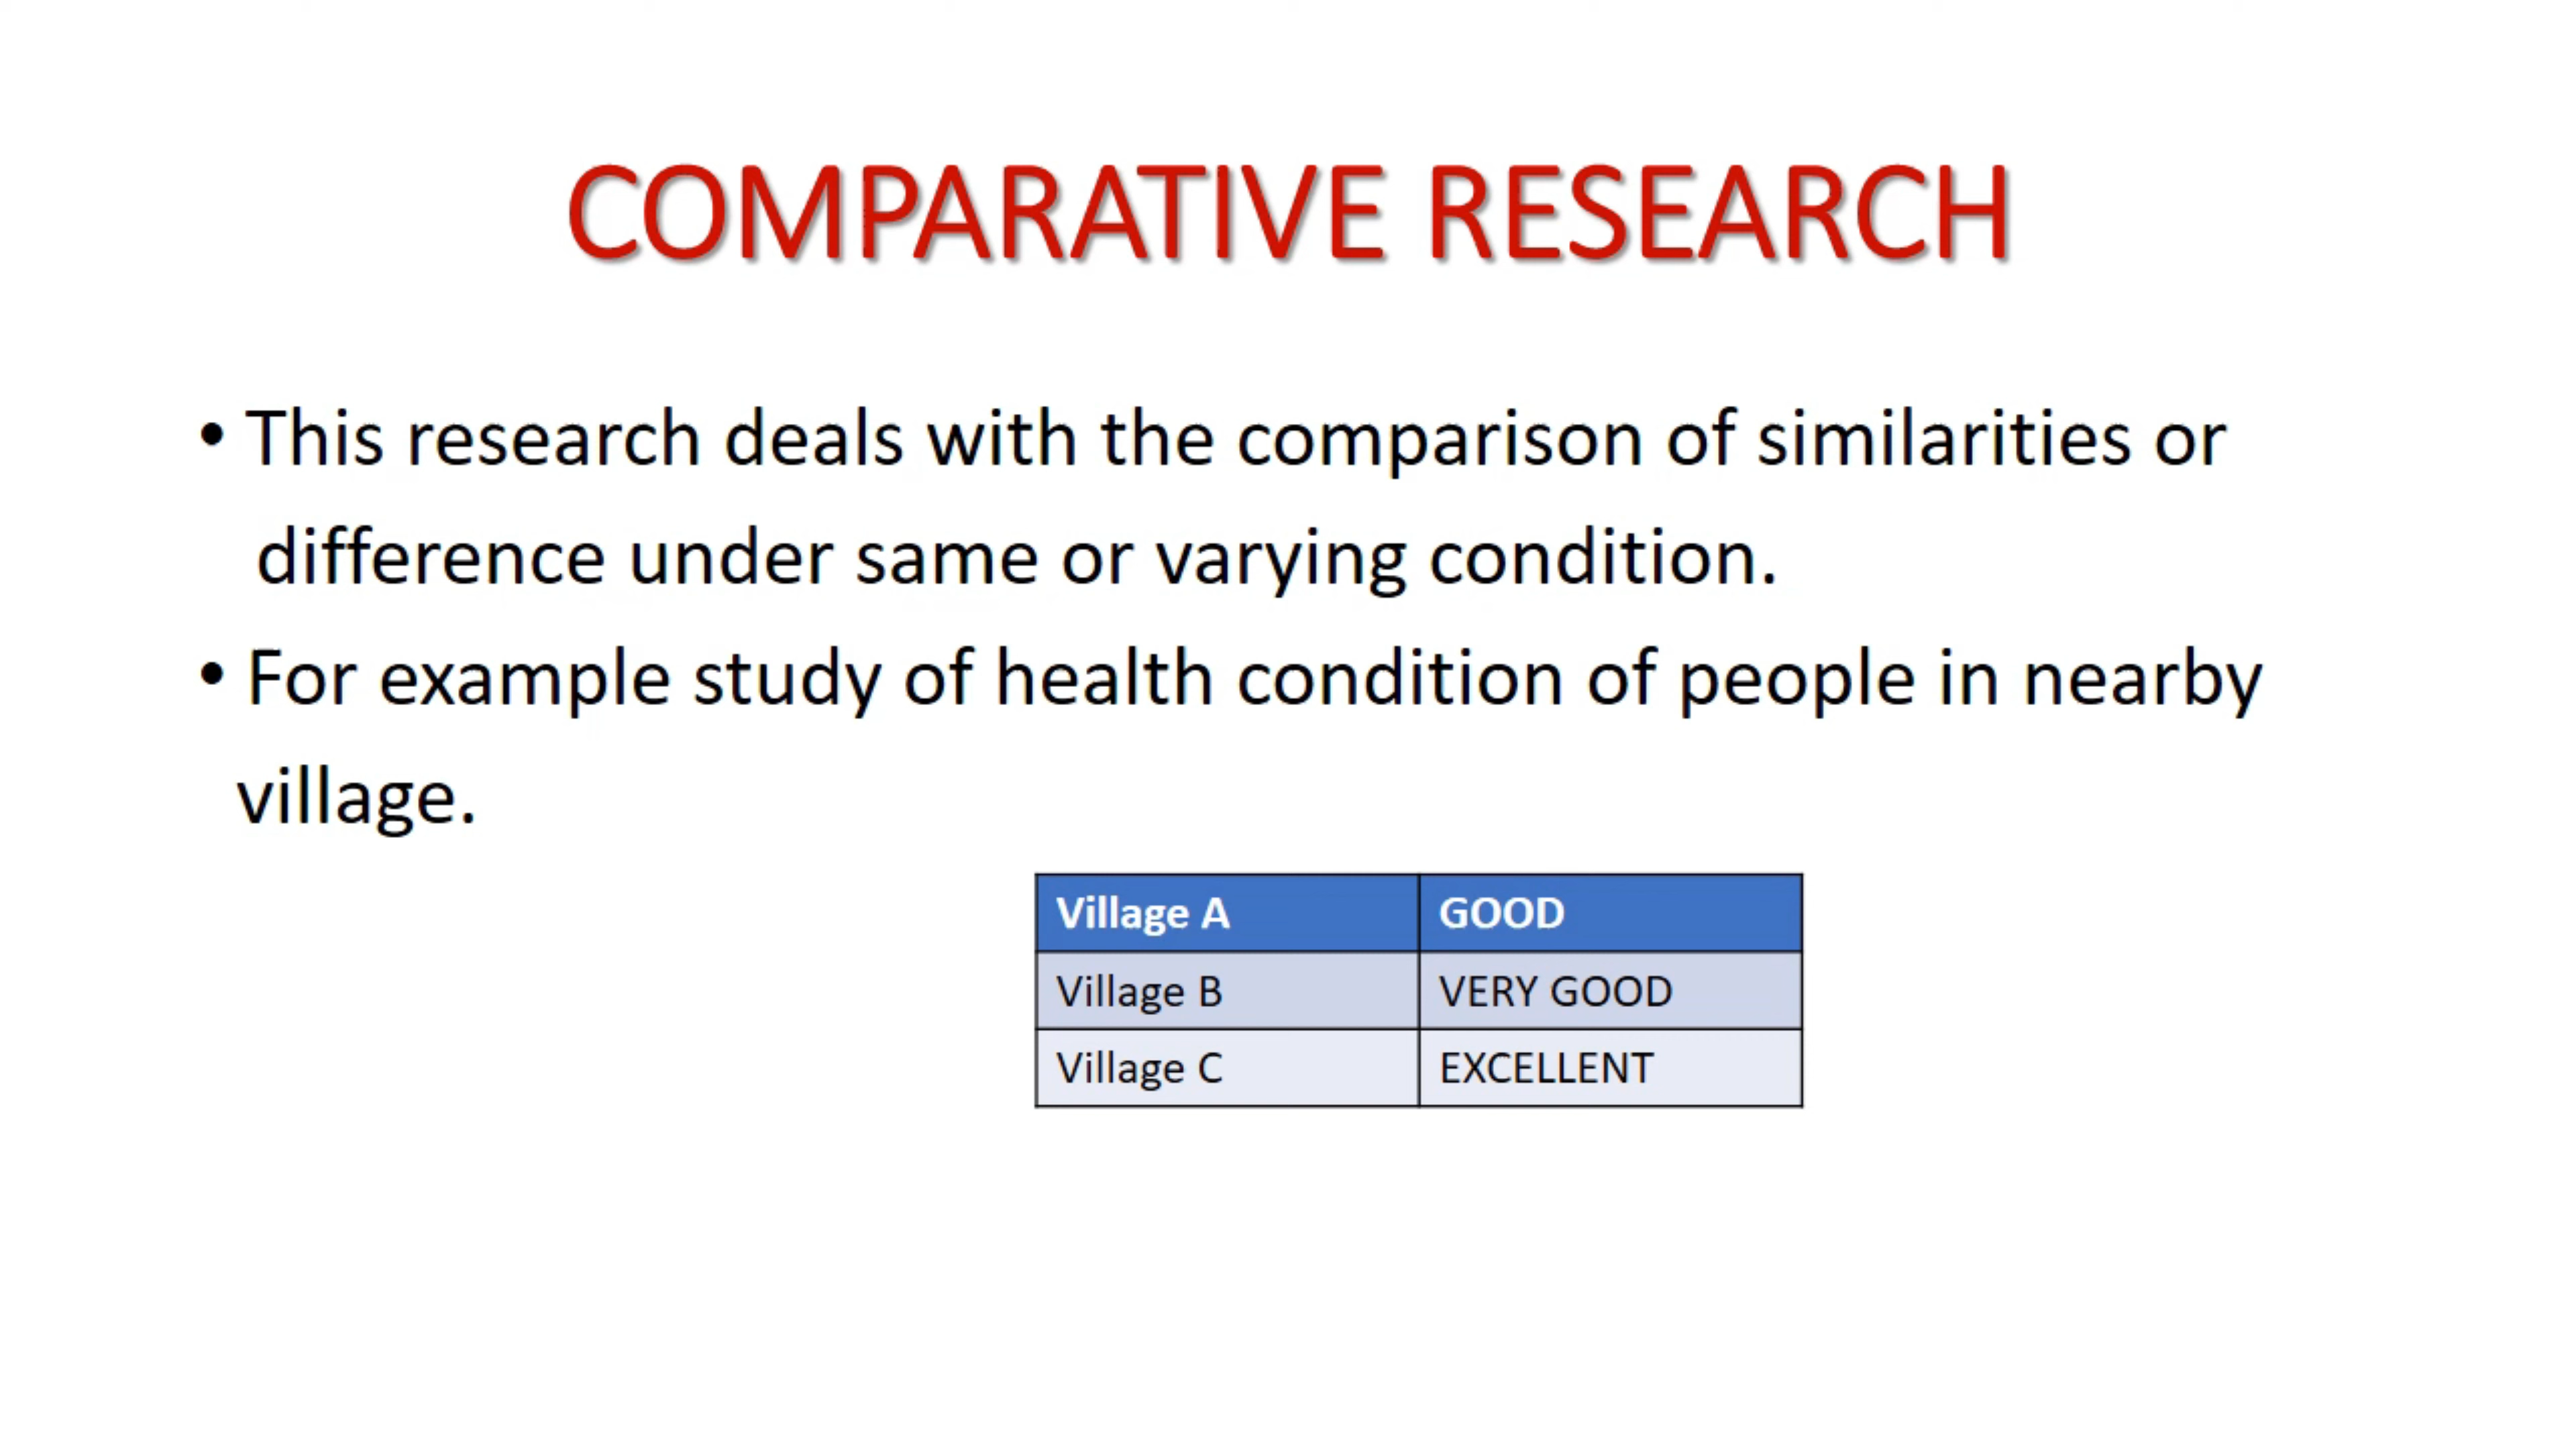 COMPARATIVE RESEARCH
• This research deals with the comparison of similarities or
difference under same or varying condition.
• For example study of health condition of people in nearby
village.
Village A GOOD
Village B VERY GOOD
Village C EXCELLENT